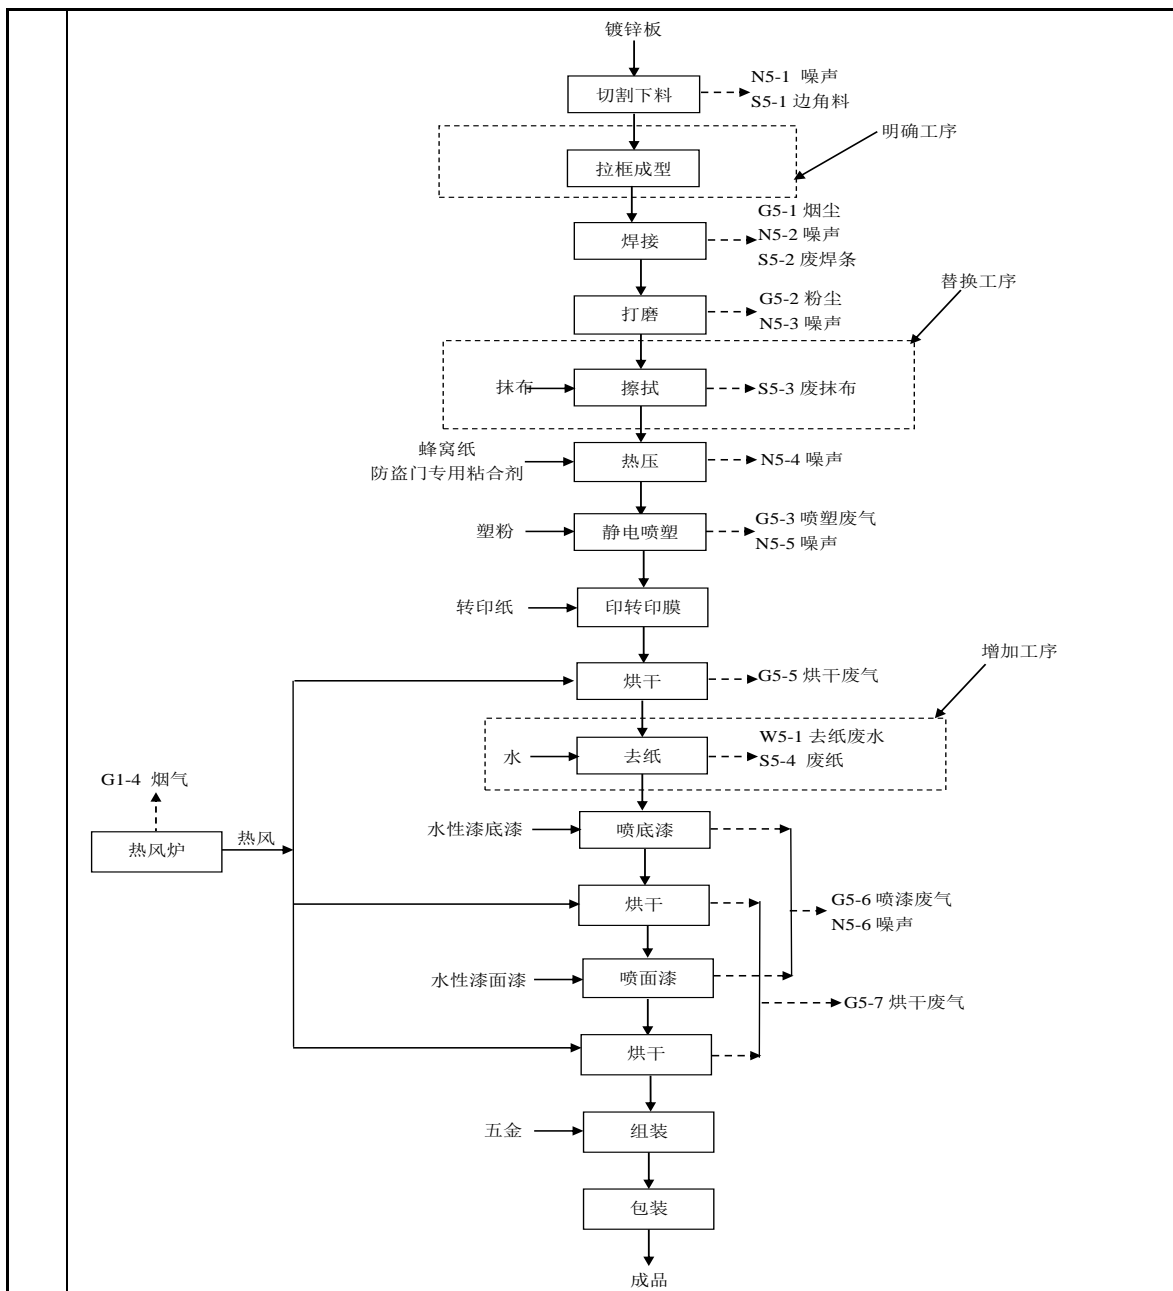 镀锌板
切割下料
N5-1 噪声
S5-1 边角料
明确工序
拉框成型
G5-1 烟尘
焊接
N5-2 噪声
S5-2 废焊条
替换工序
打磨
G5-2 粉尘
N5-3 噪声
抹布
擦拭
S5-3 废抹布
蜂窝纸
防盗门专用粘合剂
热压
N5-4 噪声
塑粉
静电喷塑
G5-3 喷塑废气
N5-5 噪声
转印纸
印转印膜
增加工序
烘干
G5-5 烘干废气
水
去纸
W5-1 去纸废水
S5-4 废纸
G1-4 烟气
热风炉
热风
水性漆底漆
喷底漆
烘干
G5-6 喷漆废气
N5-6 噪声
水性漆面漆
喷面漆
G5-7 烘干废气
烘干
五金
组装
包装
成品